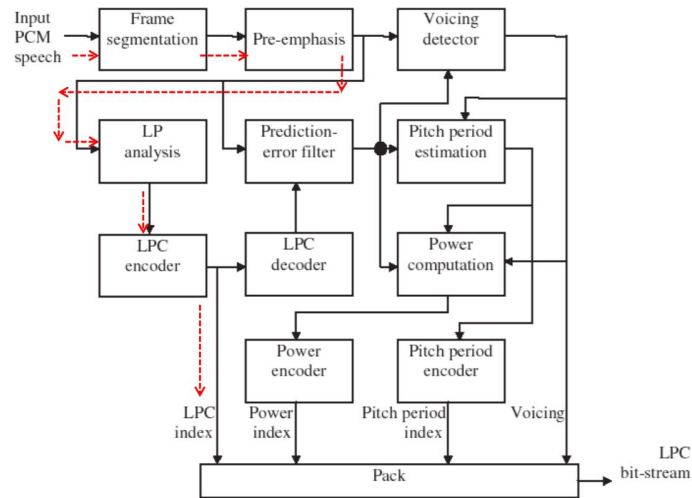 Input
PCM
speech
Frame
segmentation
Pre-emphasis
Voicing
detector
LP
analysis
Prediction-
error filter
Pitch period
estimation
LPC
encoder
LPC
decoder
Power
computation
Power
encoder
Pitch period
encoder
LPC
index
Power
index
Pitch period
index
Voicing
Pack
LPC
bit-stream